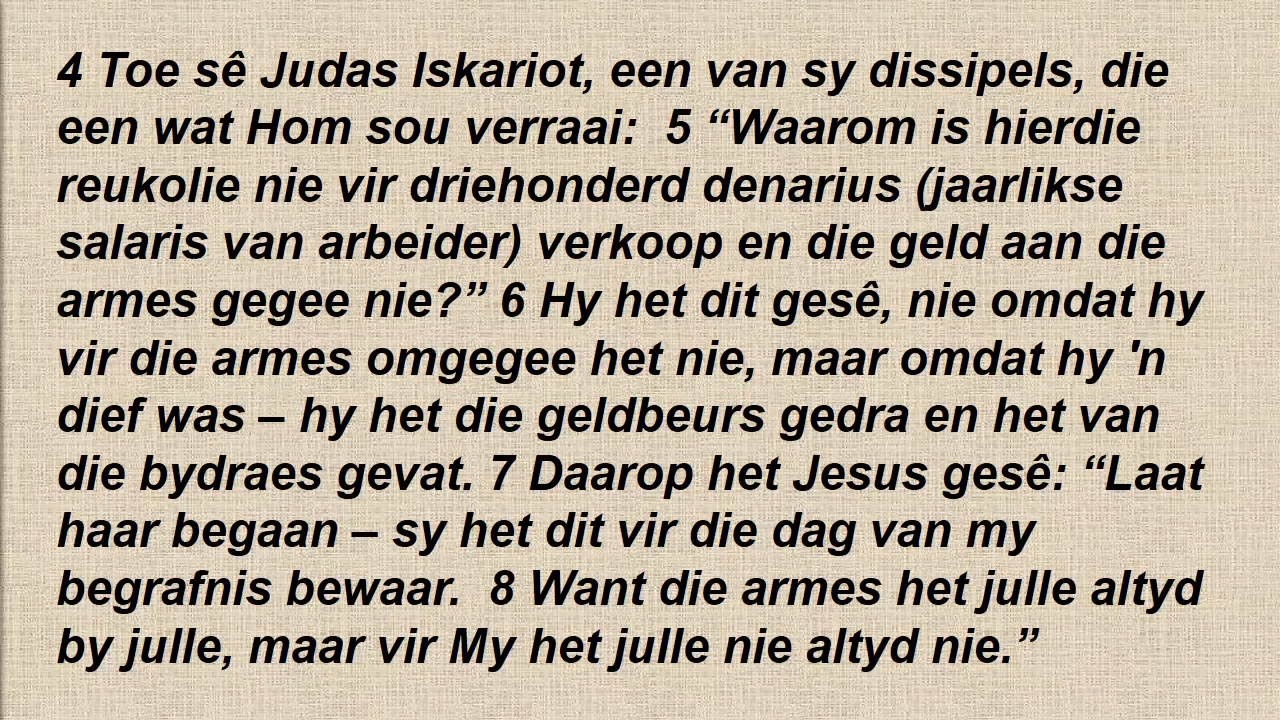 4 Toe sê Judas Iskariot, een van sy dissipels, die
een wat Hom sou verraai:  5 “Waarom is hierdie
reukolie nie vir driehonderd denarius (jaarlikse
salaris van arbeider) verkoop en die geld aan die
armes gegee nie?” 6 Hy het dit gesê, nie omdat hy
vir die armes omgegee het nie, maar omdat hy 'n
dief was – hy het die geldbeurs gedra en het van
die bydraes gevat. 7 Daarop het Jesus gesê: “Laat
haar begaan – sy het dit vir die dag van my
begrafnis bewaar.  8 Want die armes het julle altyd
by julle, maar vir My het julle nie altyd nie.”